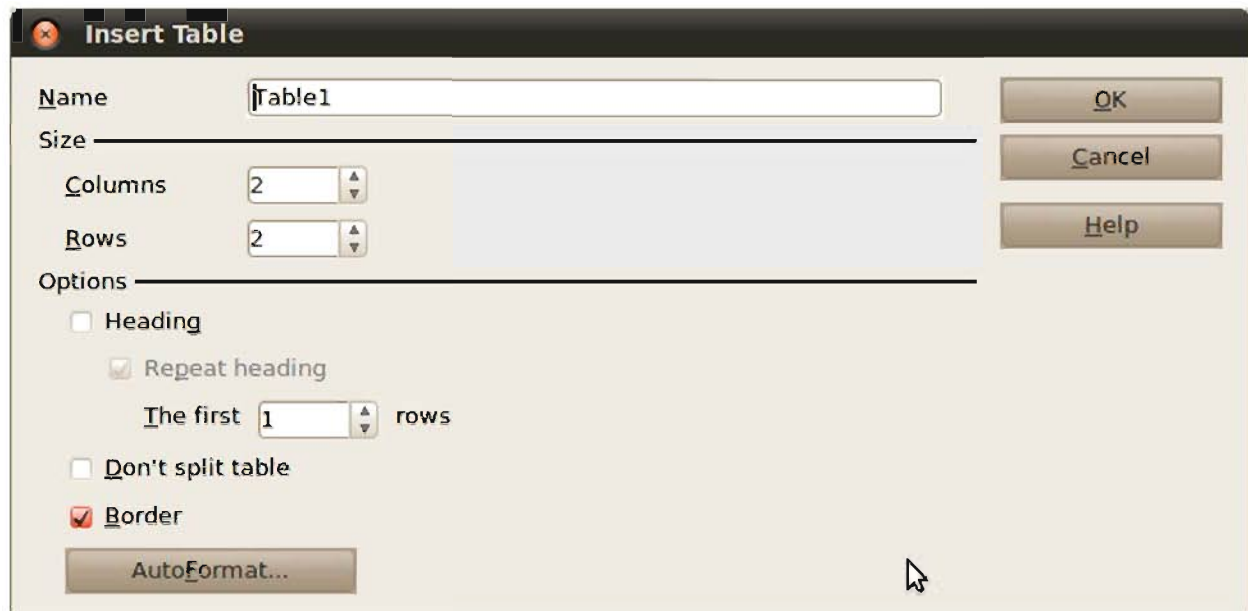 Insert Table
Name Table1 OK
Size
Cancel
Columns 2
Rows 2 Help
Options
Heading
Repeat heading
The first 1 rows
Don't split table
Border
AutoFormat...